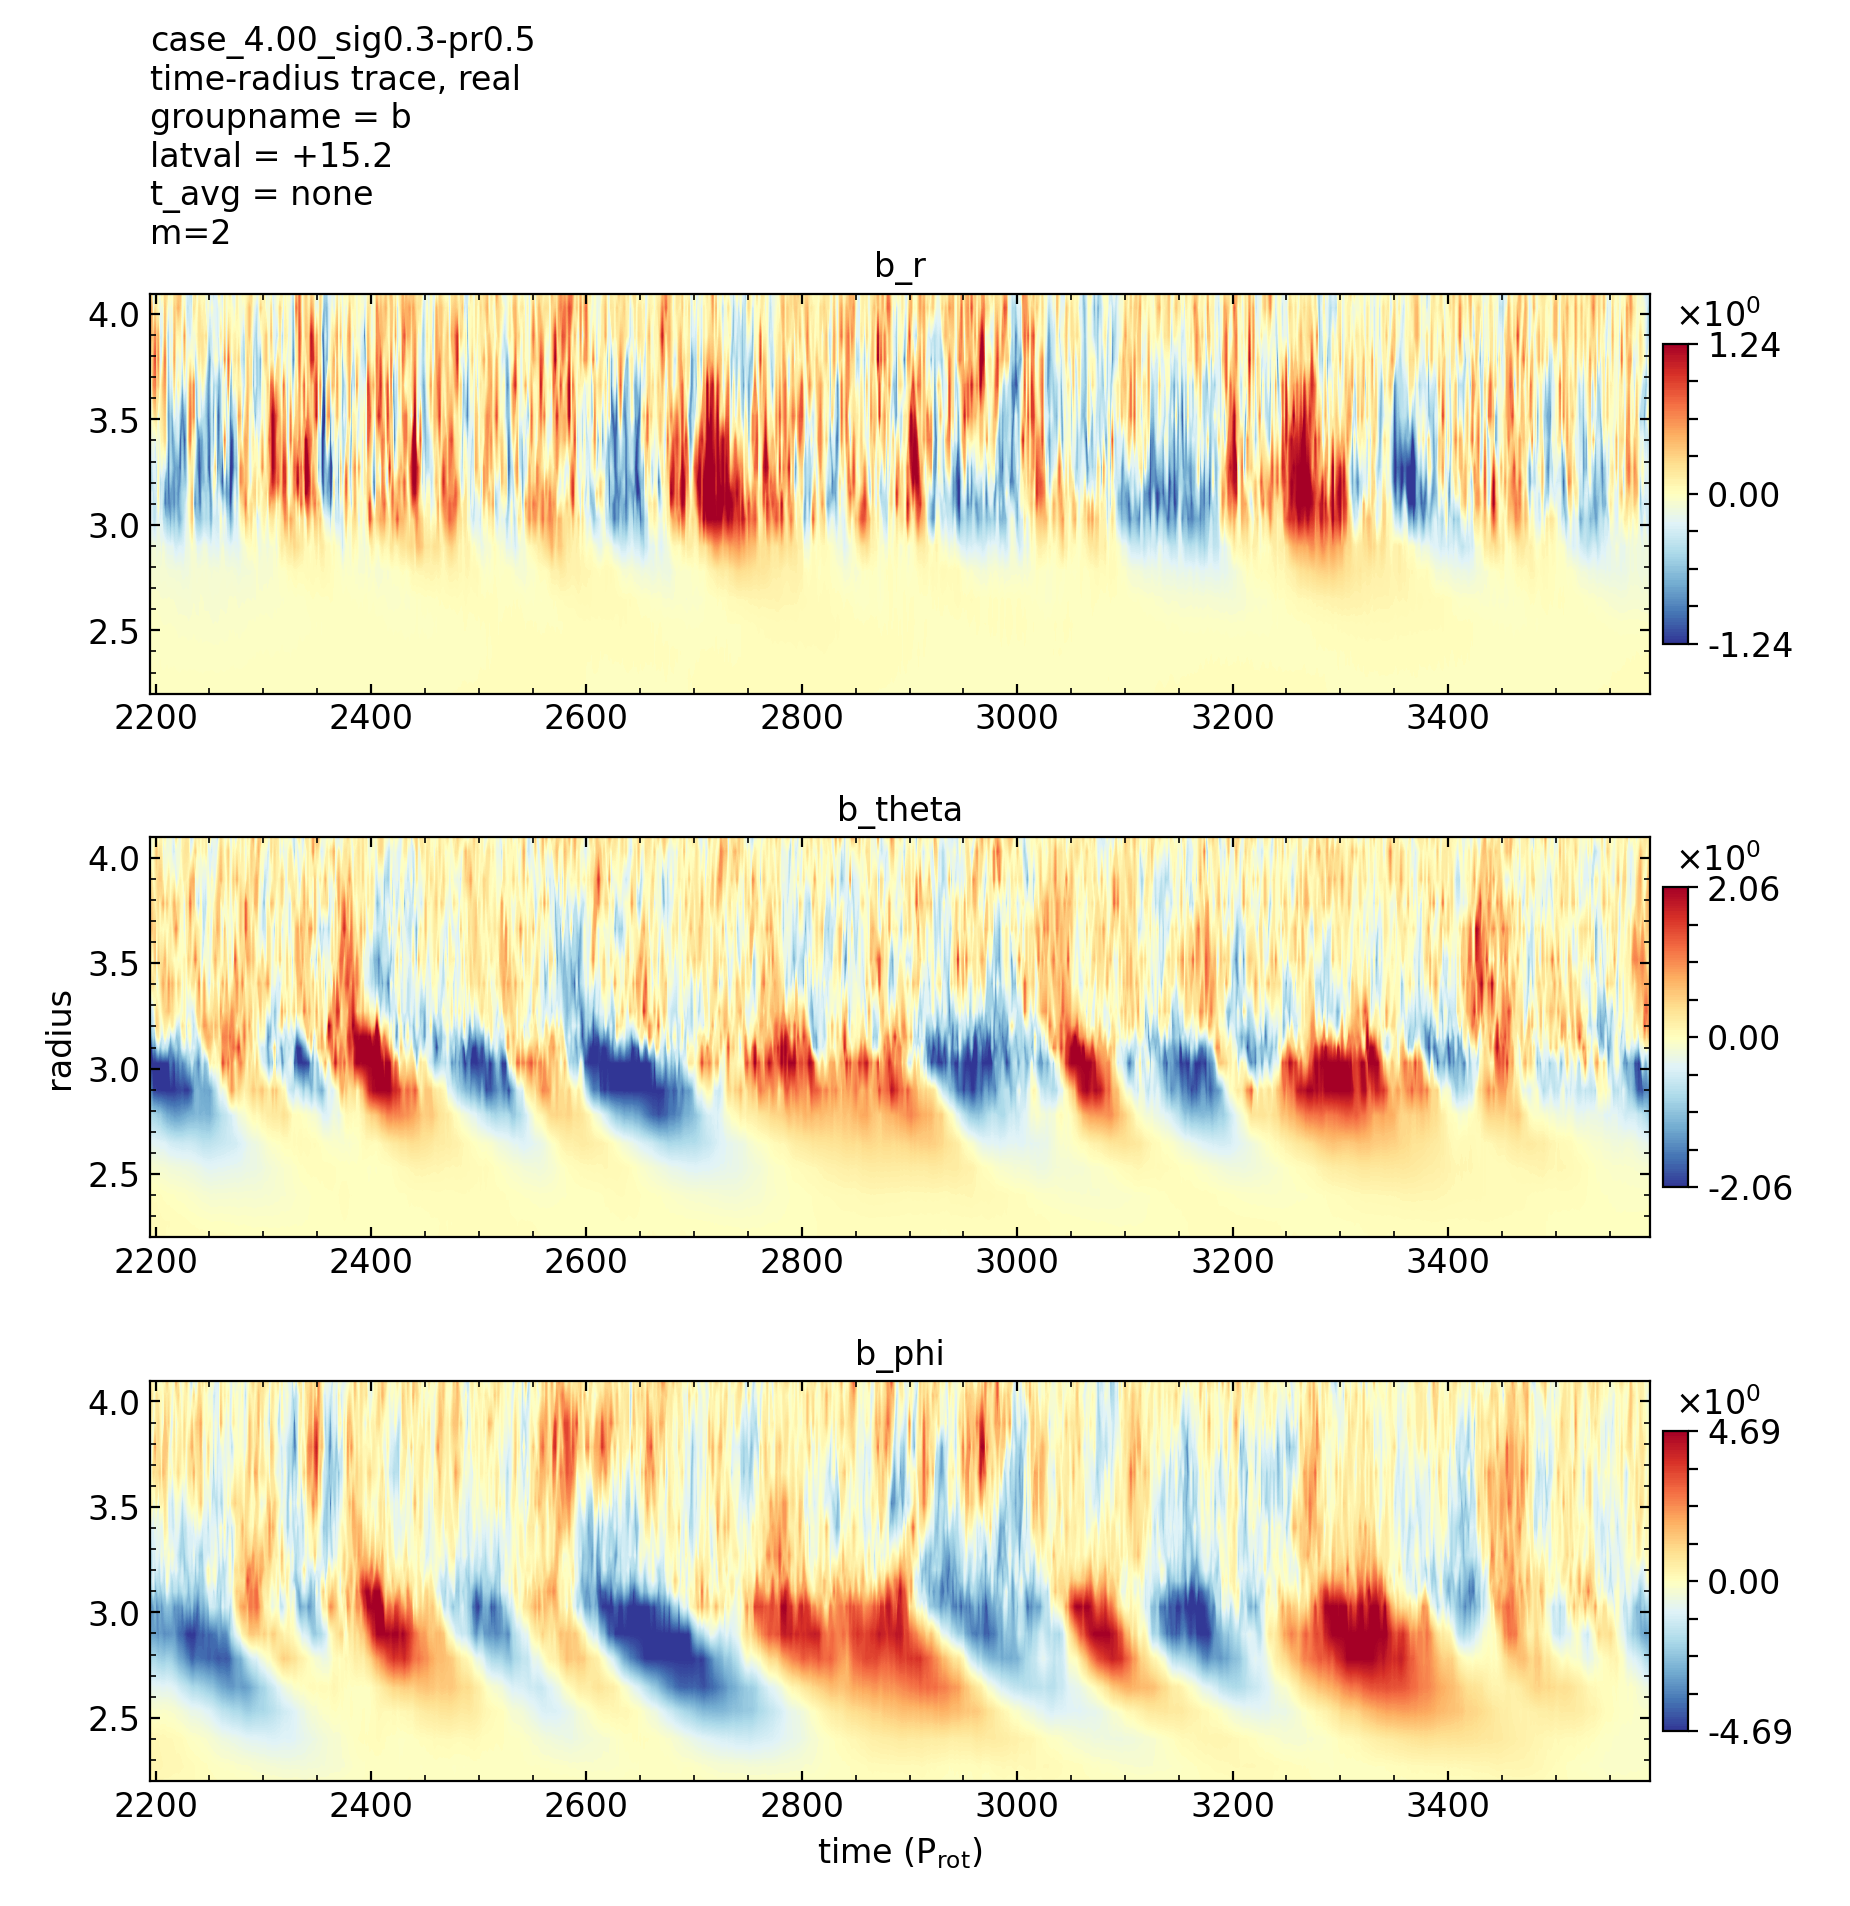 case_4.00_sig0.3-pr0.5
time-radius trace, real
groupname = b
latval = +15.2
t_avg = none
m=2
b_r
4.0
3.5
3.0
2.5
2200 2400 2600 2800 3000 3200 3400
×10⁰
1.24
0.00
-1.24
b_theta
radius
4.0
3.5
3.0
2.5
2200 2400 2600 2800 3000 3200 3400
×10⁰
2.06
0.00
-2.06
b_phi
4.0
3.5
3.0
2.5
2200 2400 2600 2800 3000 3200 3400
time (P_rot)
×10⁰
4.69
0.00
-4.69